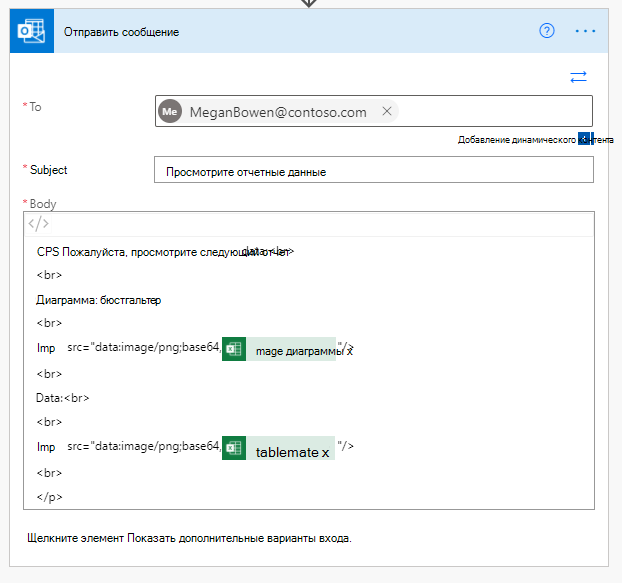 Отправить сообщение
?
* To
Me MeganBowen@contoso.com ×
Добавление динамического контента
* Subject
Просмотрите отчетные данные
* Body
</>
CPS Пожалуйста, просмотрите следующий отчет data:<br>
<br>
Диаграмма: бюстгальтер
<br>
Imp src="data:image/png;base64, mage диаграммы x "/>
<br>
Data:<br>
<br>
Imp src="data:image/png;base64, tablemate x "/>
<br>
</p>
Щелкните элемент Показать дополнительные варианты входа.